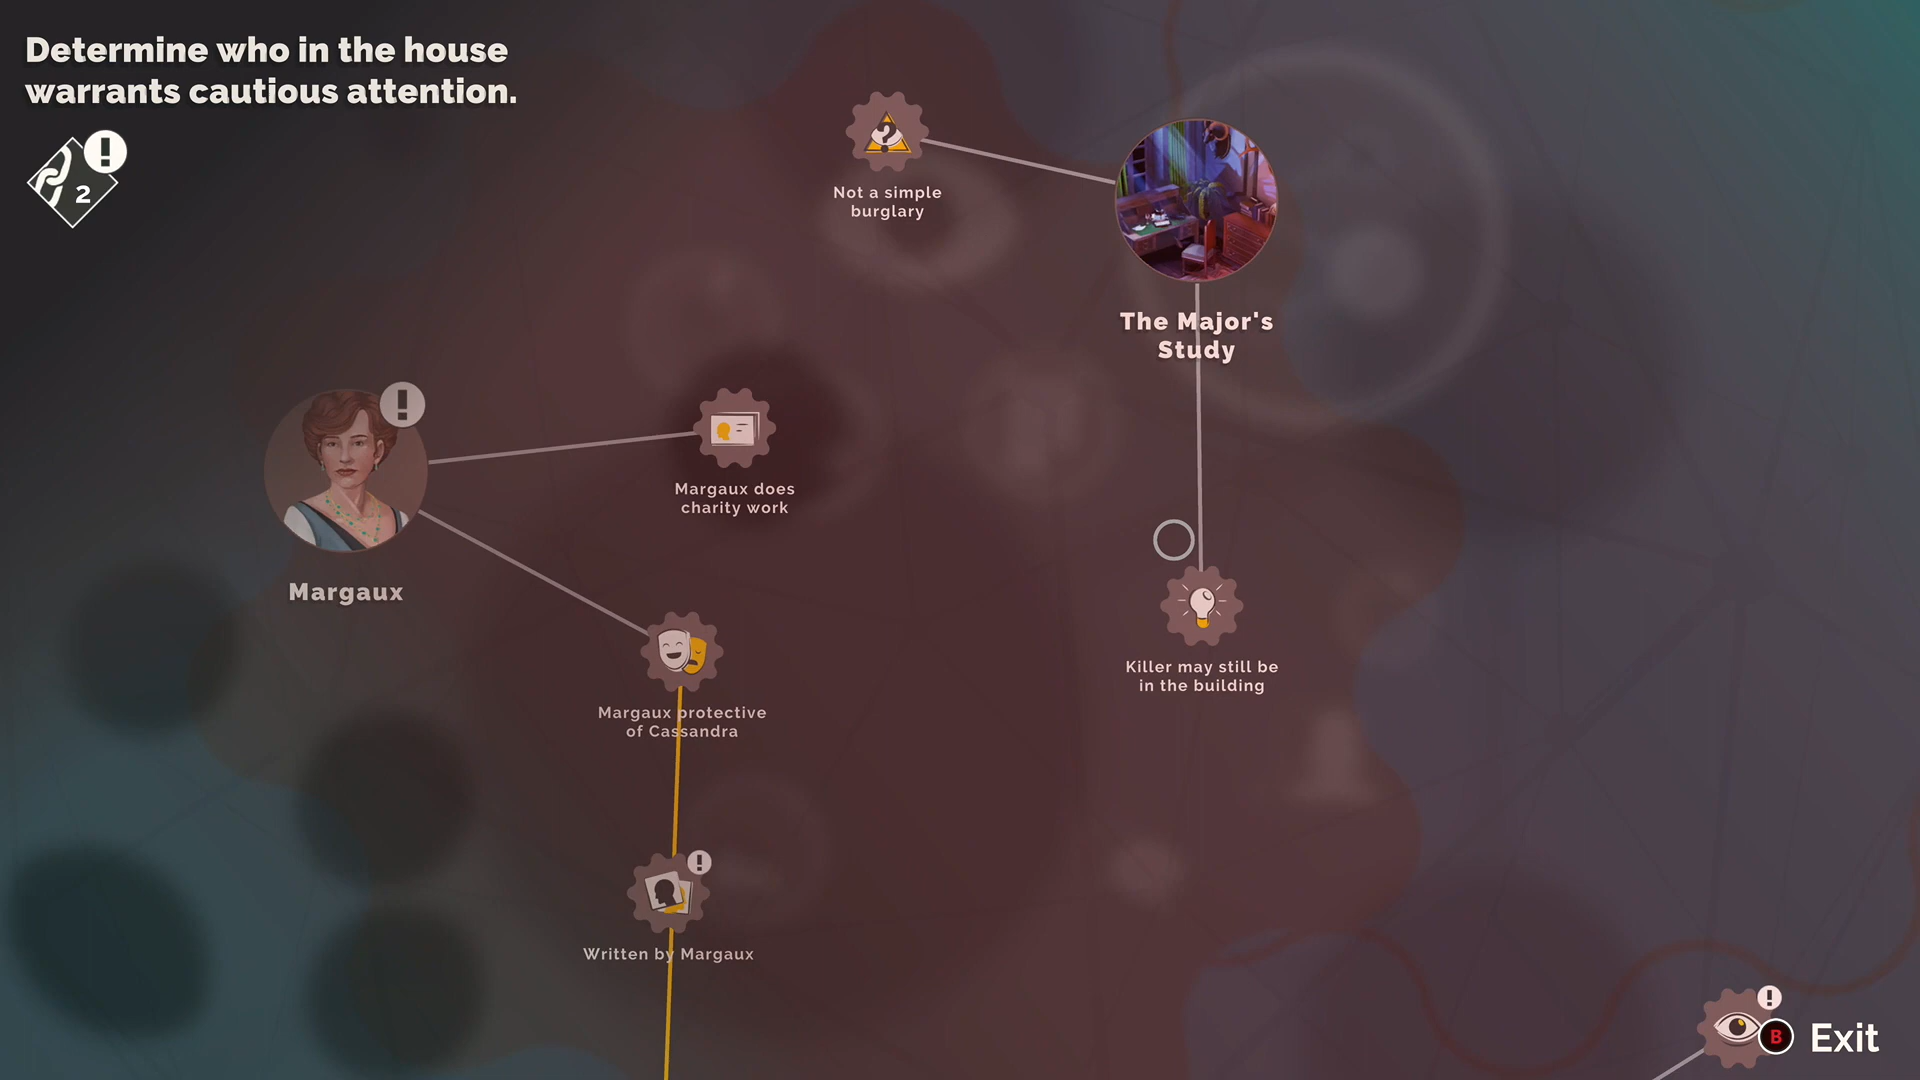 Determine who in the house
warrants cautious attention.
2
Not a simple
burglary
The Major's
Study
Margaux does
charity work
Margaux
Killer may still be
in the building
Margaux protective
of Cassandra
Written by Margaux
B Exit